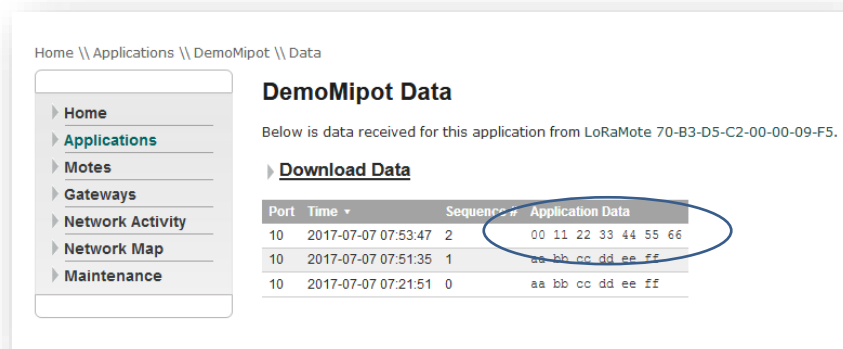 Home \\ Applications \\ DemoMipot \\ Data
Home
Applications
Motes
Gateways
Network Activity
Network Map
Maintenance
DemoMipot Data
Below is data received for this application from LoRaMote 70-B3-D5-C2-00-00-09-F5.
Download Data
Port Time Sequence # Application Data
10 2017-07-07 07:53:47 2 00 11 22 33 44 55 66
10 2017-07-07 07:51:35 1 aa bb cc dd ee ff
10 2017-07-07 07:21:51 0 aa bb cc dd ee ff